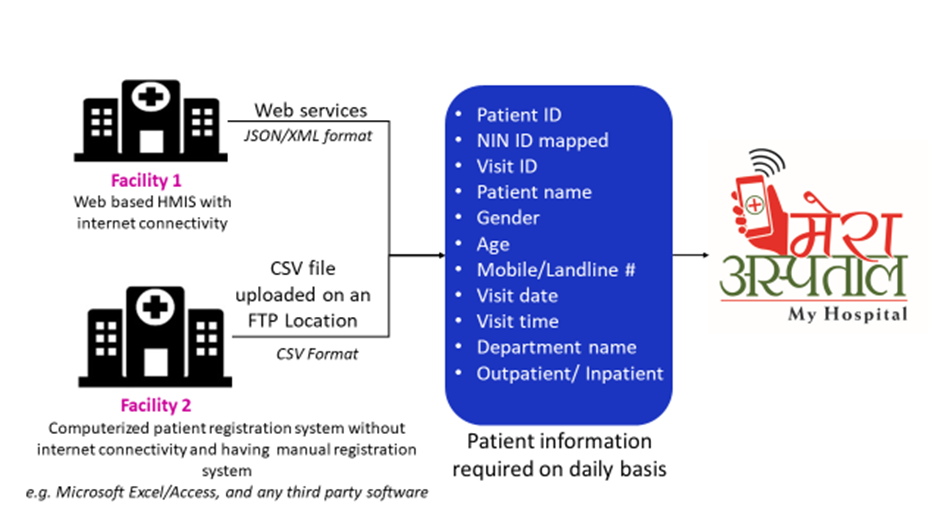 Web services
JSON/XML format
Facility 1
Web based HMIS with
internet connectivity
CSV file
uploaded on an
FTP Location
CSV Format
Facility 2
Computerized patient registration system without
internet connectivity and having manual registration
system
e.g. Microsoft Excel/Access, and any third party software
• Patient ID
• NIN ID mapped
• Visit ID
• Patient name
• Gender
• Age
• Mobile/Landline #
• Visit date
• Visit time
• Department name
• Outpatient/ Inpatient
Patient information
required on daily basis
मेरा
अस्पताल
My Hospital